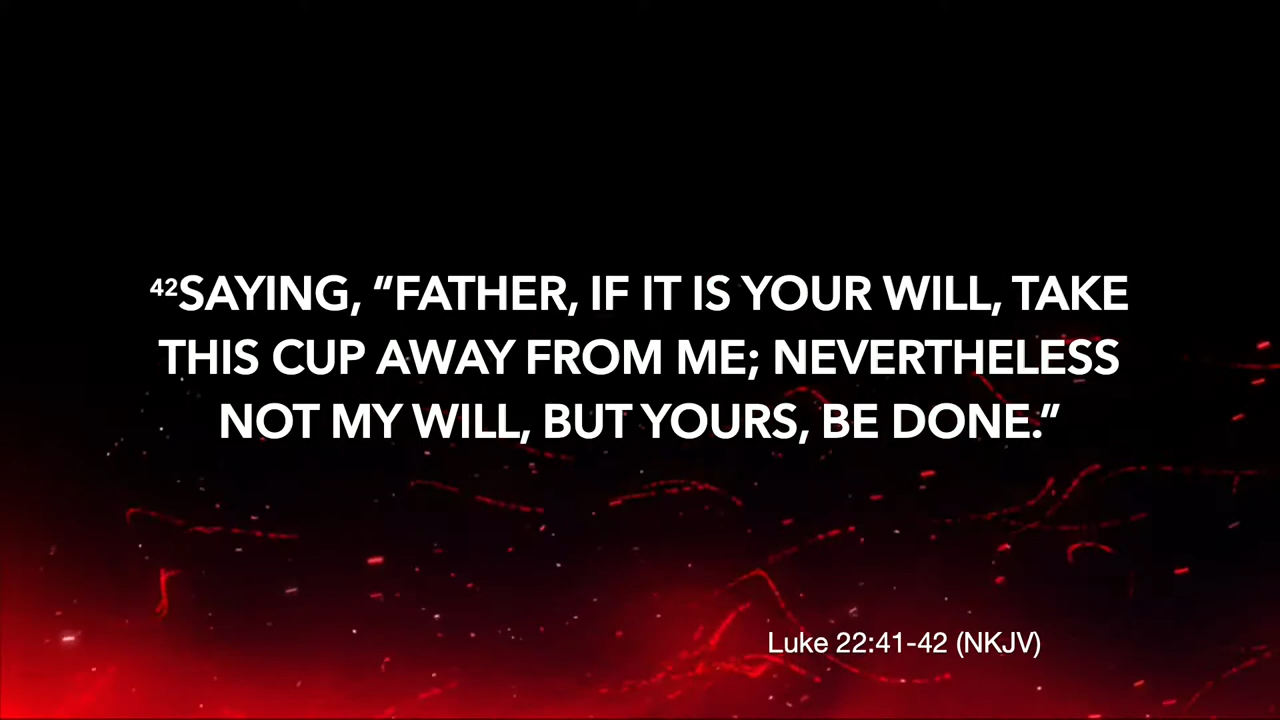 ⁴²SAYING, “FATHER, IF IT IS YOUR WILL, TAKE
THIS CUP AWAY FROM ME; NEVERTHELESS
NOT MY WILL, BUT YOURS, BE DONE.”
Luke 22:41-42 (NKJV)